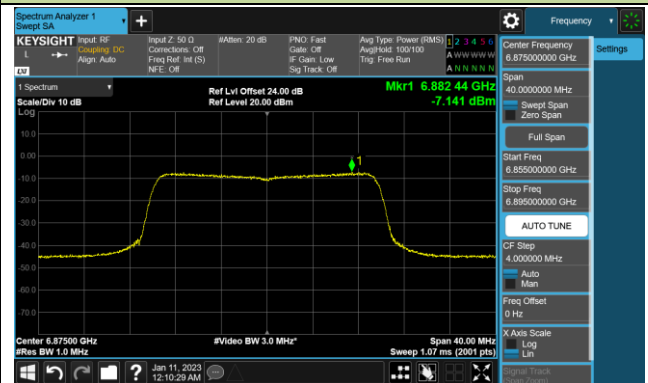 Spectrum Analyzer 1
Swept SA
+
Frequency
KEYSIGHT
L
LXI
Input: RF
Coupling: DC
Align: Auto
Input Z: 50 Ω
Corrections: Off
Freq Ref: Int (S)
NFE: Off
#Atten: 20 dB
PNO: Fast
Gate: Off
IF Gain: Low
Sig Track: Off
Avg Type: Power (RMS)
Avg|Hold: 100/100
Trig: Free Run
1 2 3 4 5 6
A W W W W W
A N N N N N
1 Spectrum
Scale/Div 10 dB
Ref Lvl Offset 24.00 dB
Ref Level 20.00 dBm
Mkr1 6.882 44 GHz
-7.141 dBm
Log
10.0
0.00
-10.0
-20.0
-30.0
-40.0
-50.0
-60.0
-70.0
1
Center 6.87500 GHz
#Res BW 1.0 MHz
#Video BW 3.0 MHz*
Span 40.00 MHz
Sweep 1.07 ms (2001 pts)
Center Frequency
6.875000000 GHz
Settings
Span
40.0000000 MHz
Swept Span
Zero Span
Full Span
Start Freq
6.855000000 GHz
Stop Freq
6.895000000 GHz
AUTO TUNE
CF Step
4.000000 MHz
Auto
Man
Freq Offset
0 Hz
X Axis Scale
Log
Lin
Signal Track
(Span Zoom)
?
Jan 11, 2023
12:10:29 AM